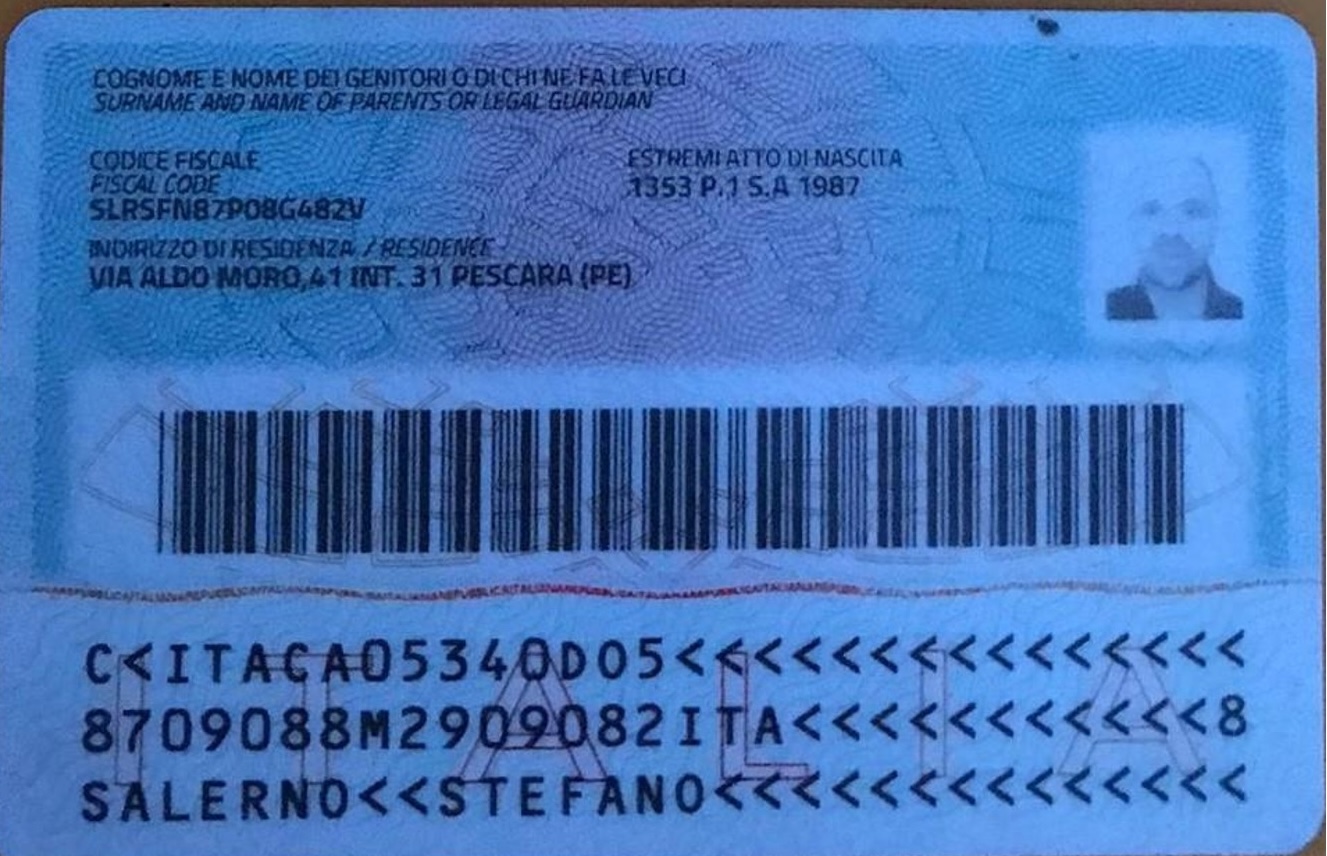 COGNOME E NOME DEI GENITORI O DI CHI NE FA LE VECI
SURNAME AND NAME OF PARENTS OR LEGAL GUARDIAN
CODICE FISCALE
FISCAL CODE
SLRSFN87P08G482V
ESTREMI ATTO DI NASCITA
1353 P.1 S.A 1987
INDIRIZZO DI RESIDENZA / RESIDENCE
VIA ALDO MORO,41 INT. 31 PESCARA (PE)
C<ITACA05340DO5<<<<<<<<<<<<<<<
8709088M2909082ITA<<<<<<<<<<<8
SALERNO<<STEFANO<<<<<<<<<<<<<<
ITALIA